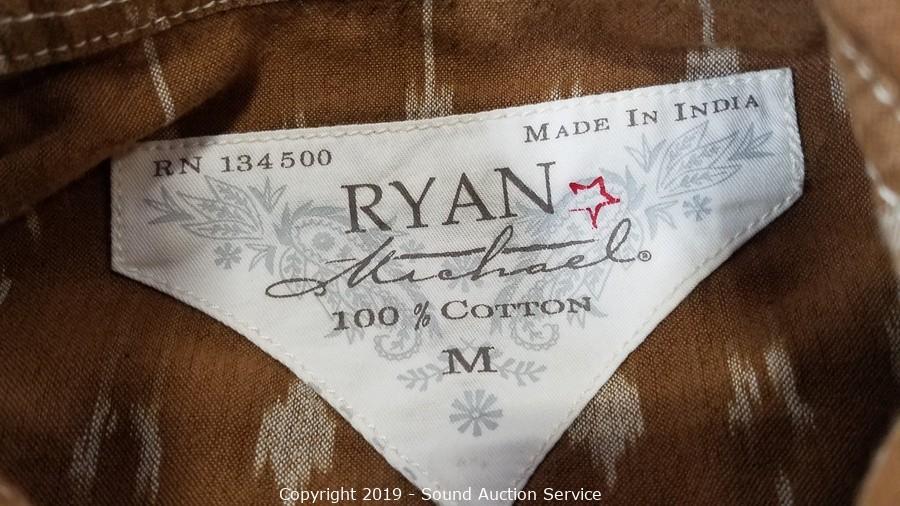 RN 134500
MADE IN INDIA
RYAN
Michael®
100 % COTTON
M
Copyright 2019 - Sound Auction Service